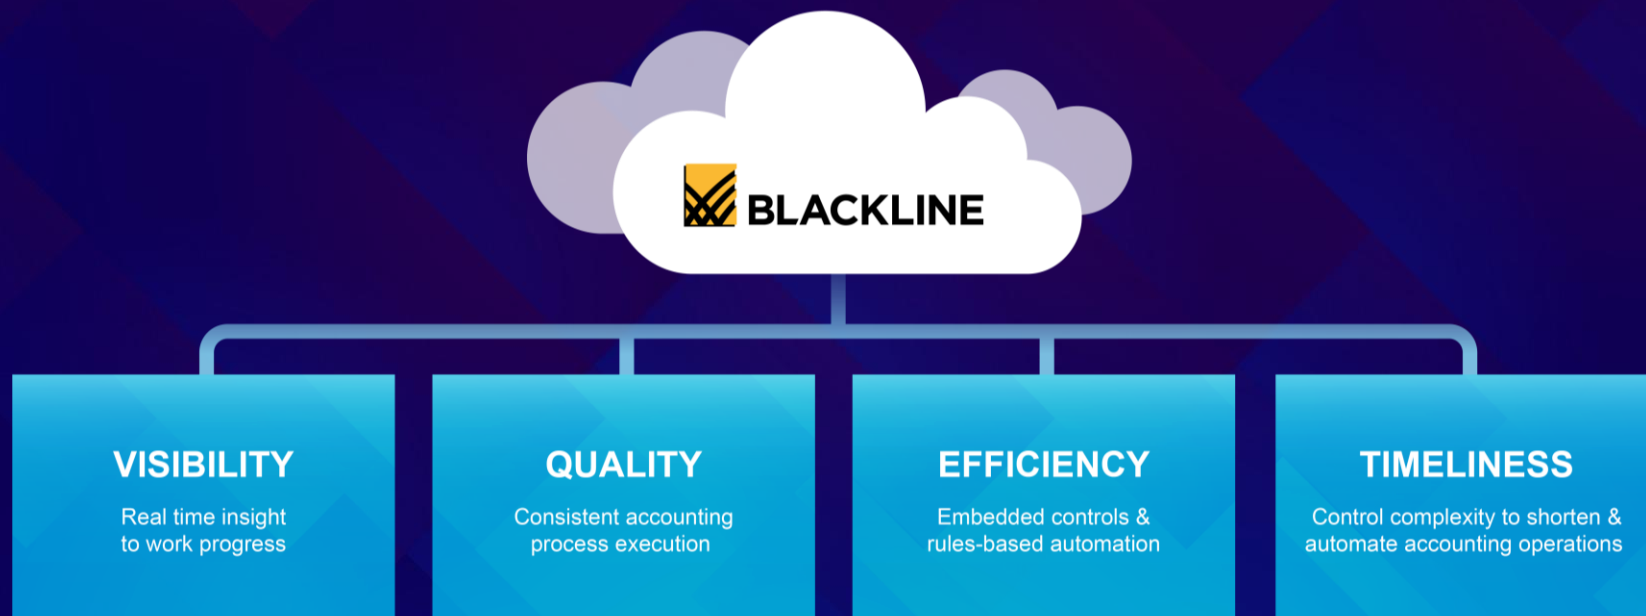 BLACKLINE
VISIBILITY
Real time insight
to work progress
QUALITY
Consistent accounting
process execution
EFFICIENCY
Embedded controls &
rules-based automation
TIMELINESS
Control complexity to shorten &
automate accounting operations